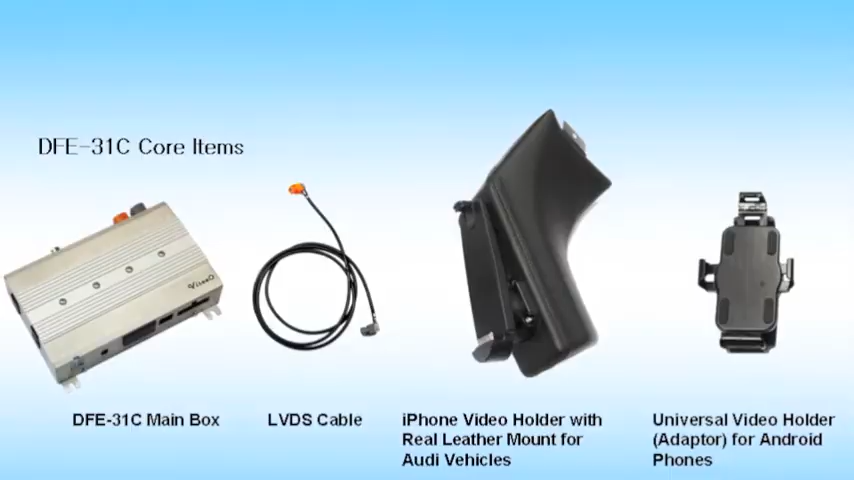 DFE-31C Core Items
DFE-31C Main Box
LVDS Cable
iPhone Video Holder with
Real Leather Mount for
Audi Vehicles
Universal Video Holder
(Adaptor) for Android
Phones